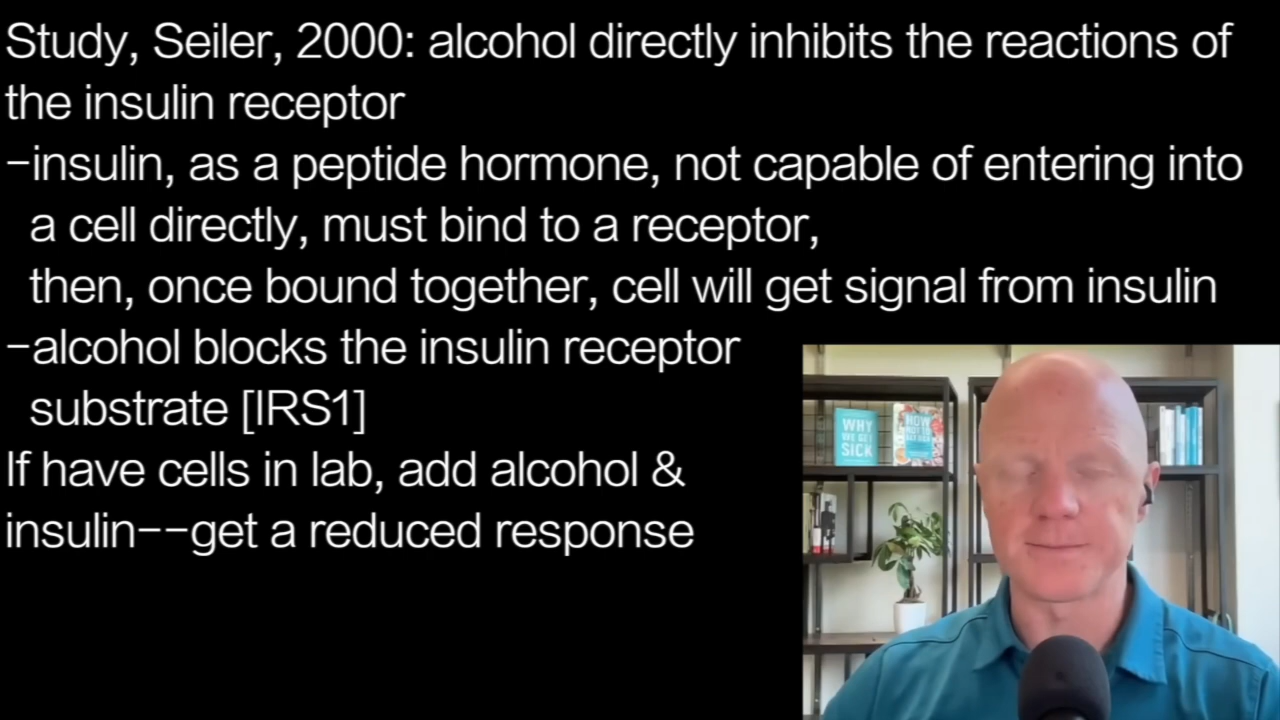 Study, Seiler, 2000: alcohol directly inhibits the reactions of
the insulin receptor
-insulin, as a peptide hormone, not capable of entering into
a cell directly, must bind to a receptor,
then, once bound together, cell will get signal from insulin
-alcohol blocks the insulin receptor
substrate [IRS1]
If have cells in lab, add alcohol &
insulin--get a reduced response
WHY
WE GET
SICK
HOW
NOT TO